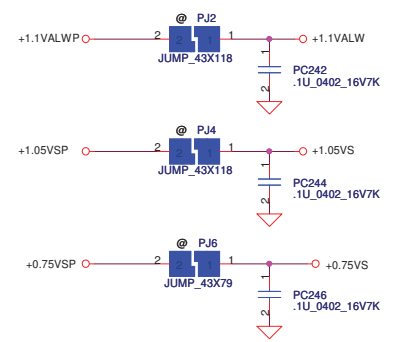 @ PJ2
+1.1VALWP 2 2 1 1 +1.1VALW
JUMP_43X118
1
PC242
.1U_0402_16V7K
2
@ PJ4
+1.05VSP 2 2 1 1 +1.05VS
JUMP_43X118
1
PC244
.1U_0402_16V7K
2
@ PJ6
+0.75VSP 2 2 1 1 +0.75VS
JUMP_43X79
1
PC246
.1U_0402_16V7K
2